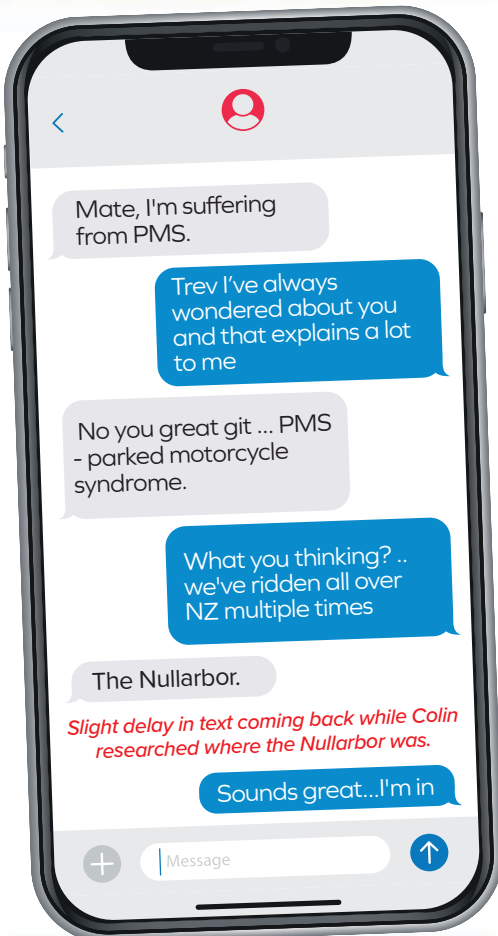 Mate, I'm suffering
from PMS.
Trev I’ve always
wondered about you
and that explains a lot
to me
No you great git ... PMS
- parked motorcycle
syndrome.
What you thinking? ..
we've ridden all over
NZ multiple times
The Nullarbor.
Slight delay in text coming back while Colin
researched where the Nullarbor was.
Sounds great...I'm in
Message